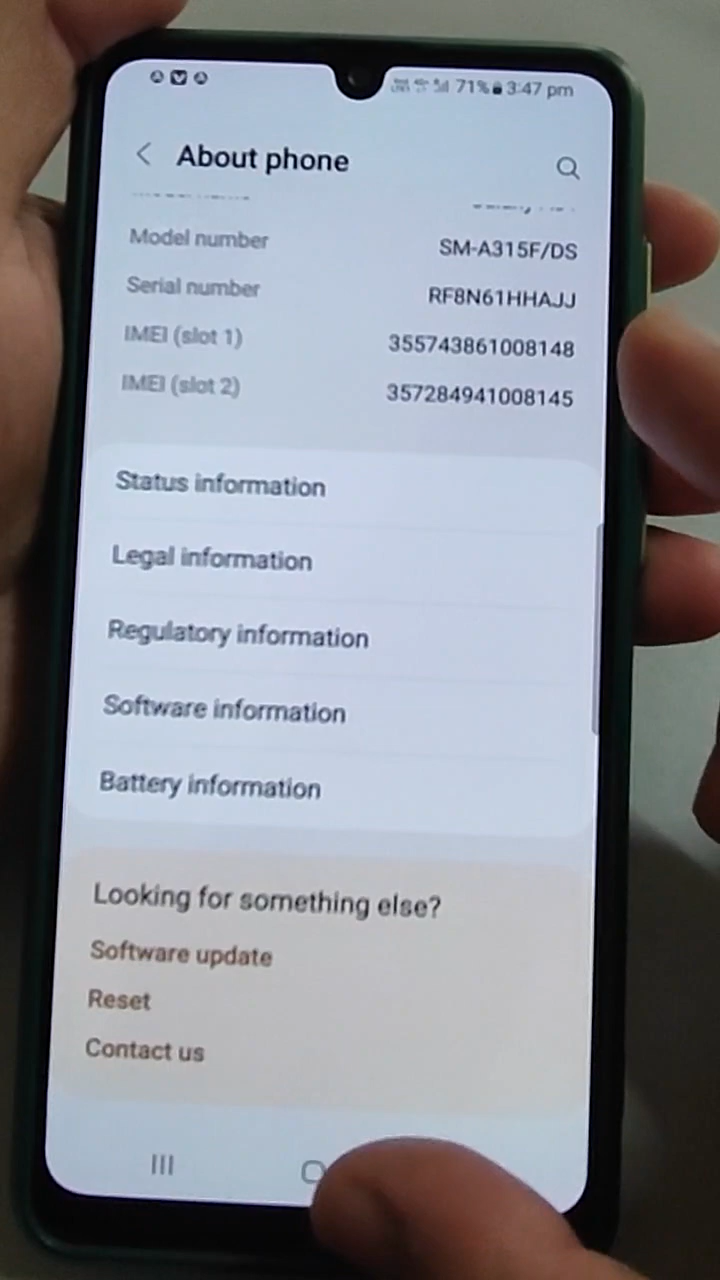 71% 3:47 pm
About phone
Model number SM-A315F/DS
Serial number RF8N61HHAJJ
IMEI (slot 1) 355743861008148
IMEI (slot 2) 357284941008145
Status information
Legal information
Regulatory information
Software information
Battery information
Looking for something else?
Software update
Reset
Contact us